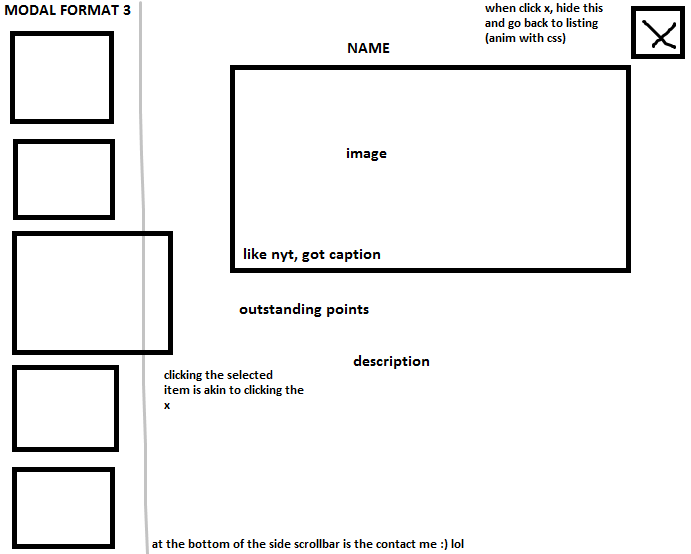 MODAL FORMAT 3
when click x, hide this
and go back to listing
(anim with css)
NAME
image
like nyt, got caption
outstanding points
description
clicking the selected
item is akin to clicking the
x
at the bottom of the side scrollbar is the contact me :) lol